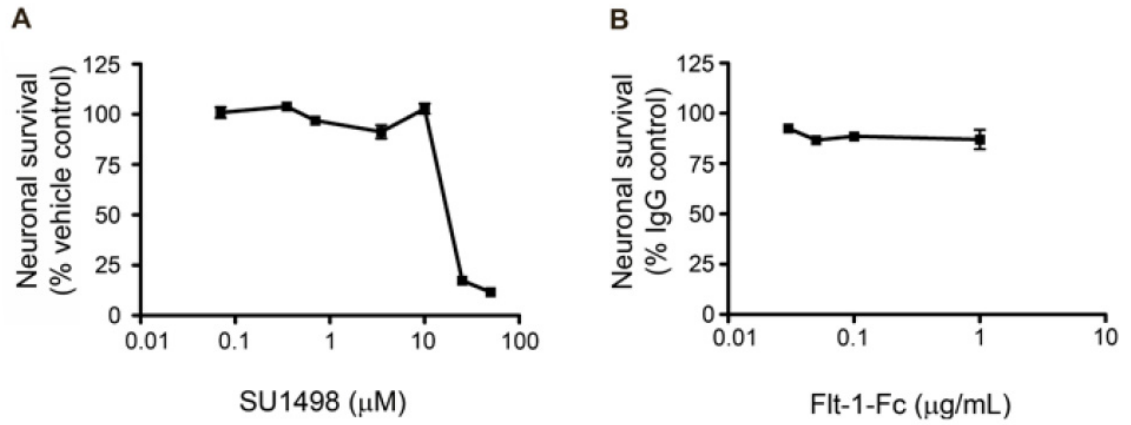 A
Neuronal survival
(% vehicle control)
125
100
75
50
25
0
0.01
0.1
1
10
100
SU1498 (μM)
B
Neuronal survival
(% IgG control)
125
100
75
50
25
0
0.01
0.1
1
10
Flt-1-Fc (μg/mL)